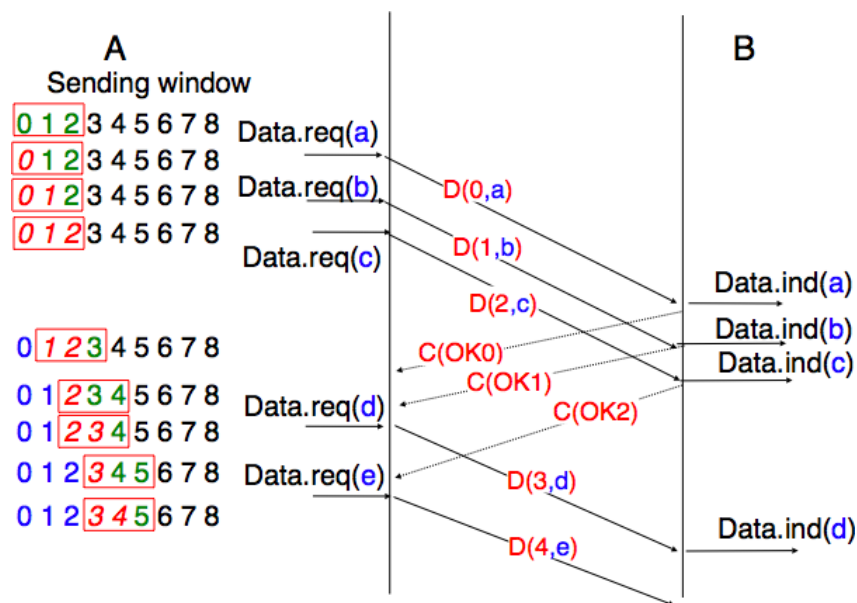 A
B
Sending window
0 1 2 3 4 5 6 7 8
Data.req(a)
0 1 2 3 4 5 6 7 8
D(0,a)
Data.req(b)
0 1 2 3 4 5 6 7 8
0 1 2 3 4 5 6 7 8
D(1,b)
Data.req(c)
Data.ind(a)
D(2,c)
Data.ind(b)
0 1 2 3 4 5 6 7 8
C(OK0)
Data.ind(c)
C(OK1)
0 1 2 3 4 5 6 7 8
Data.req(d)
C(OK2)
0 1 2 3 4 5 6 7 8
0 1 2 3 4 5 6 7 8
Data.req(e)
D(3,d)
0 1 2 3 4 5 6 7 8
Data.ind(d)
D(4,e)